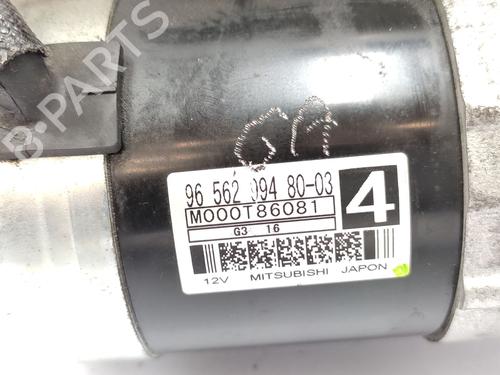 B-PARTS
96 562 094 80-03
M000T86081
4
G3 16
12V MITSUBISHI JAPON